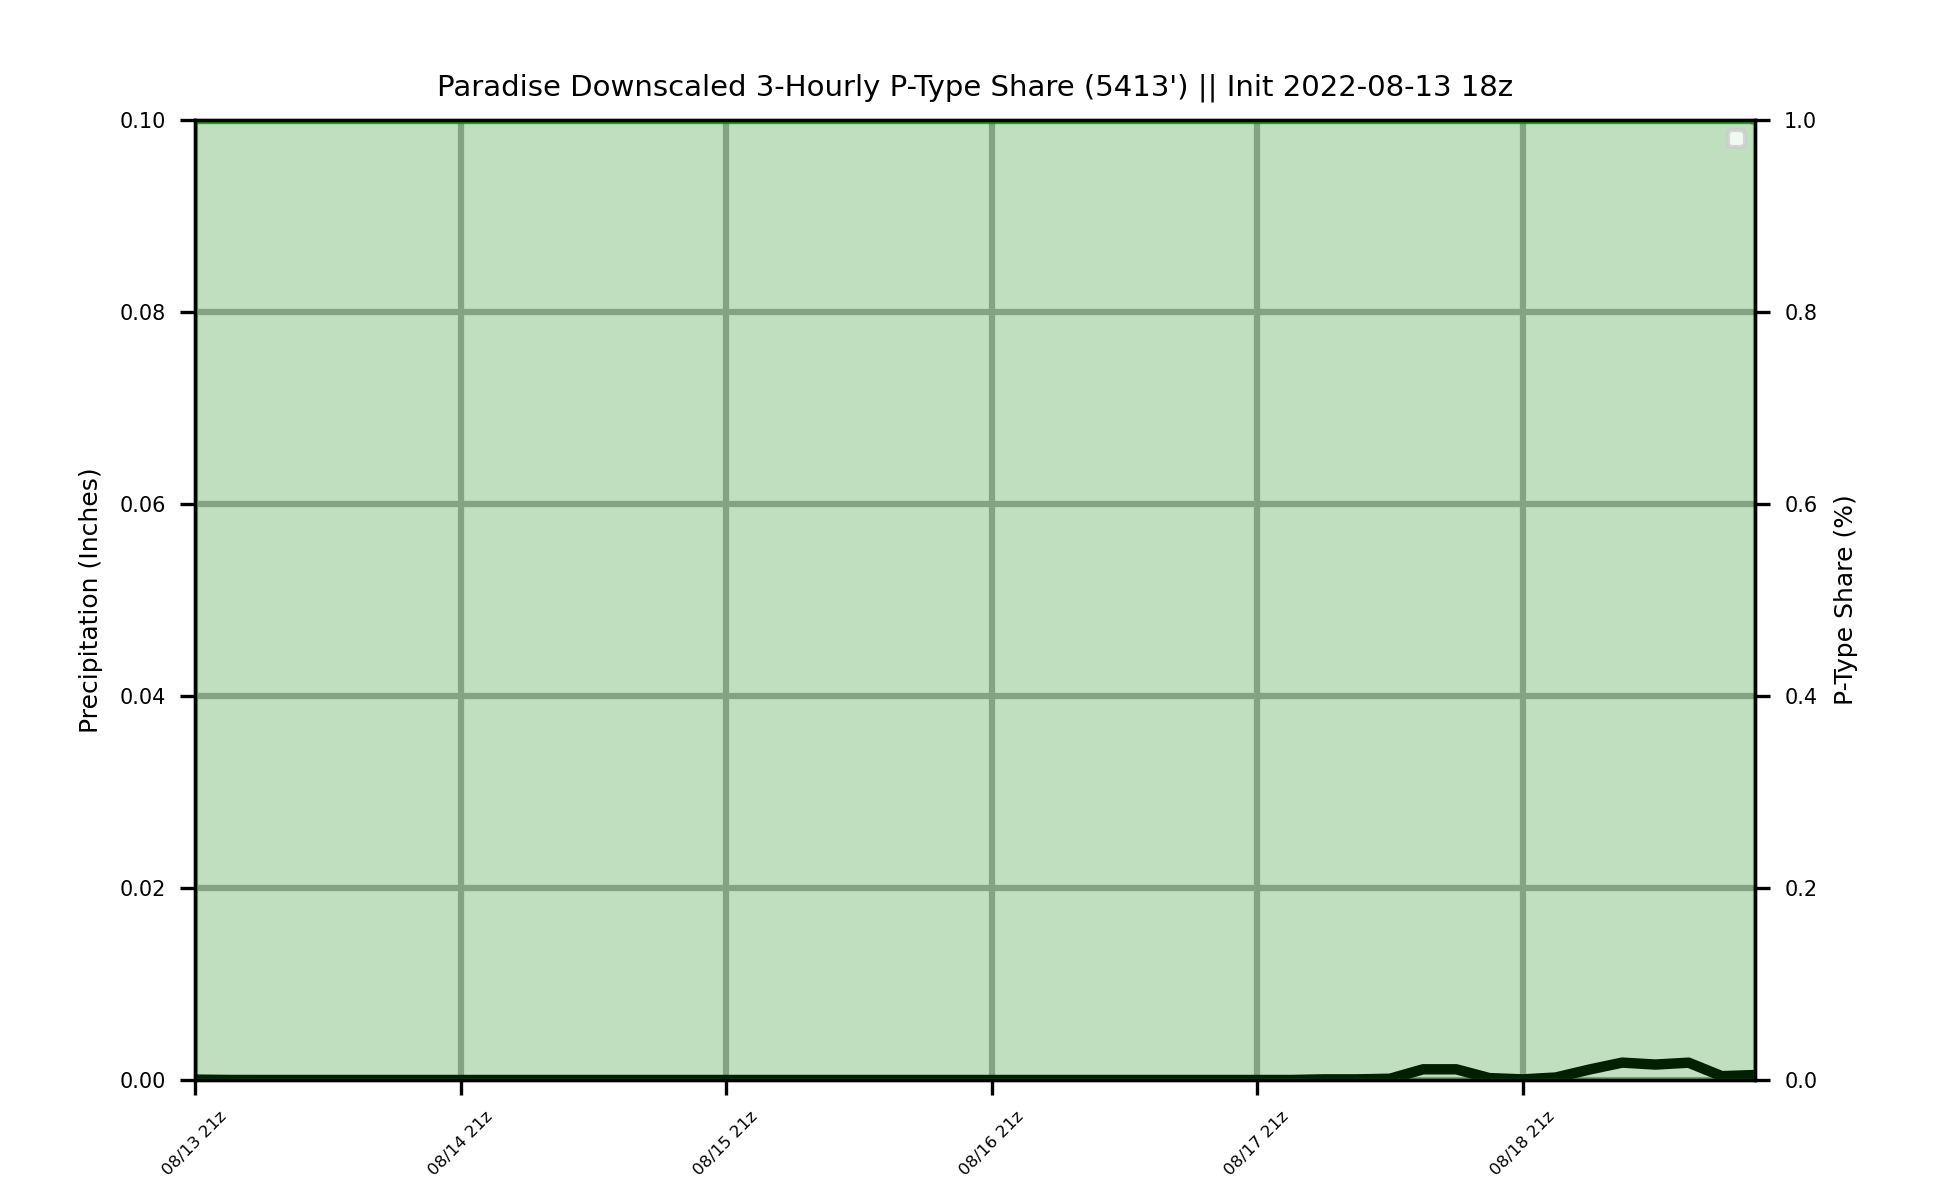 Paradise Downscaled 3-Hourly P-Type Share (5413') || Init 2022-08-13 18z
0.10
0.08
0.06
0.04
0.02
0.00
Precipitation (Inches)
1.0
0.8
0.6
0.4
0.2
0.0
P-Type Share (%)
08/13 21z
08/14 21z
08/15 21z
08/16 21z
08/17 21z
08/18 21z